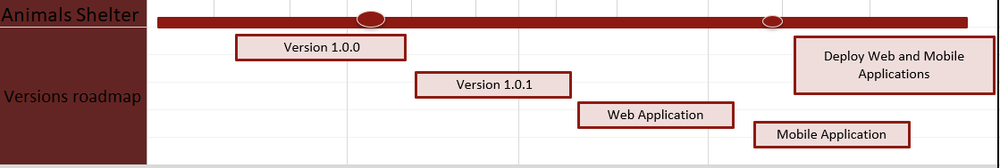 Animals Shelter
Versions roadmap
Version 1.0.0
Version 1.0.1
Web Application
Mobile Application
Deploy Web and Mobile
Applications